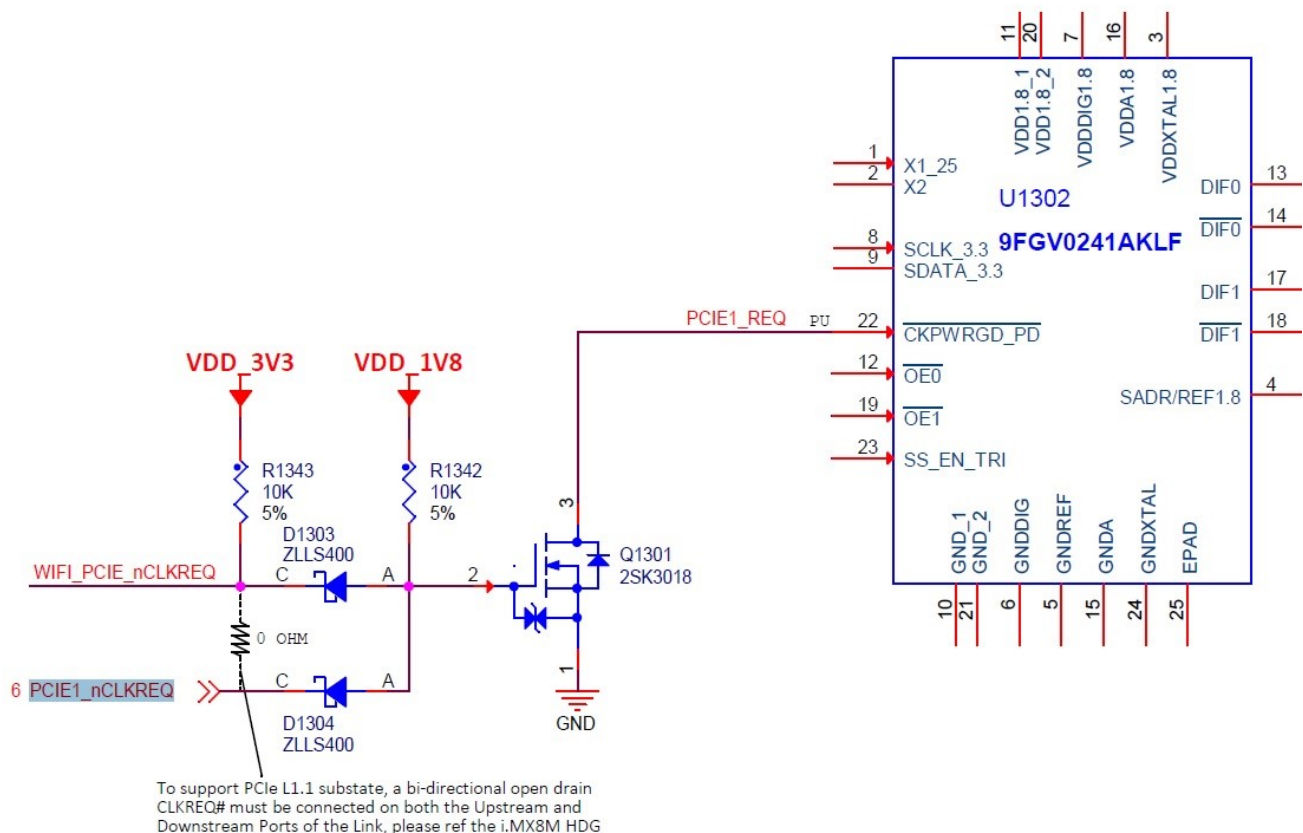 11
20
7
16
3
VDD1.8_1
VDD1.8_2
VDDDIG1.8
VDDA1.8
VDDXTAL1.8
1
X1_25
2
X2
U1302
9FGV0241AKLF
DIF0
13
DIF0
14
8
SCLK_3.3
9
SDATA_3.3
DIF1
17
PCIE1_REQ
PU
22
CKPWRGD_PD
DIF1
18
12
OE0
19
OE1
SADR/REF1.8
4
23
SS_EN_TRI
GND_1
GND_2
GNDDIG
GNDREF
GNDA
GNDXTAL
EPAD
10
21
6
5
15
24
25
VDD_3V3
VDD_1V8
R1343
10K
5%
R1342
10K
5%
D1303
ZLLS400
WIFI_PCIE_nCLKREQ
C
A
2
3
Q1301
2SK3018
1
GND
0 OHM
6 PCIE1_nCLKREQ
C
A
D1304
ZLLS400
To support PCIe L1.1 substate, a bi-directional open drain
CLKREQ# must be connected on both the Upstream and
Downstream Ports of the Link, please ref the i.MX8M HDG